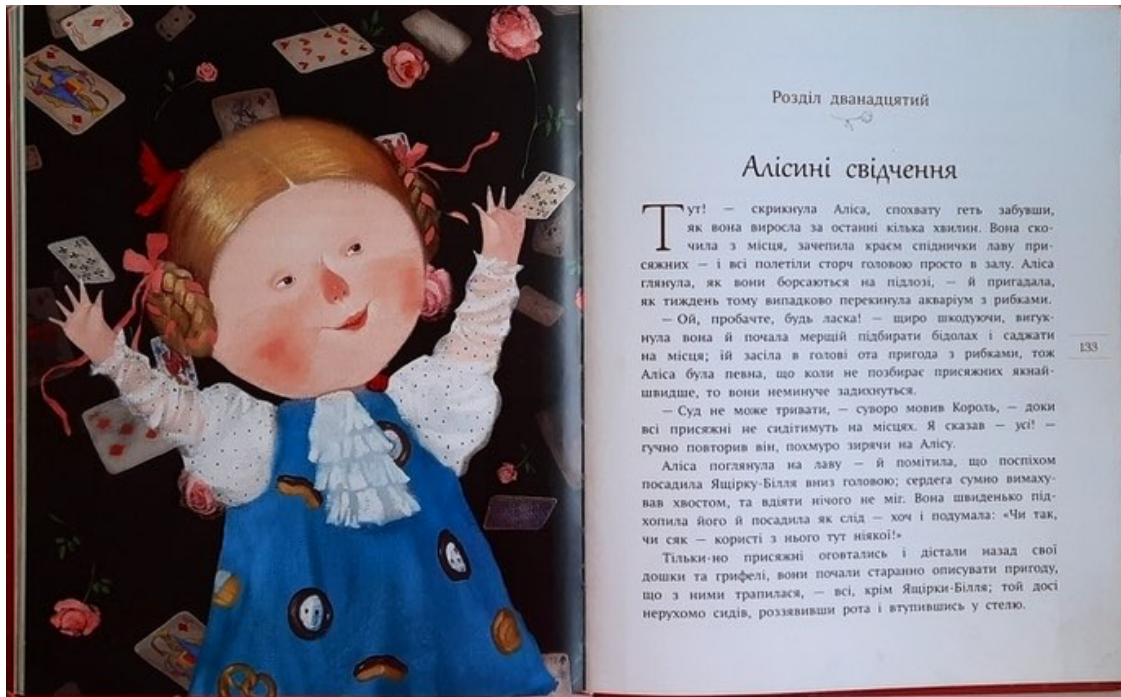 Розділ дванадцятий
Алісині свідчення
Тут! — скрикнула Аліса, спохвату геть забувши,
як вона виросла за останні кілька хвилин. Вона ско-
чила з місця, зачепила краєм спіднички лаву при-
сяжних — і всі полетіли сторч головою просто в залу. Аліса
глянула, як вони борсаються на підлозі, — й пригадала,
як тиждень тому випадково перекинула акваріум з рибками.
— Ой, пробачте, будь ласка! — щиро шкодуючи, вигук-
нула вона й почала мерщій підбирати бідолах і саджати
на місця; їй засіла в голові ота пригода з рибками, тож
Аліса була певна, що коли не позбирає присяжних якнай-
швидше, то вони неминуче задихнуться.
— Суд не може тривати, — суворо мовив Король, — доки
всі присяжні не сидітимуть на місцях. Я сказав — усі! —
гучно повторив він, похмуро зирячи на Алісу.
Аліса поглянула на лаву — й помітила, що поспіхом
посадила Ящірку-Білля вниз головою; сердега сумно вимаху-
вав хвостом, та вдіяти нічого не міг. Вона швиденько під-
хопила його й посадила як слід — хоч і подумала: «Чи так,
чи сяк — користі з нього тут ніякої!»
Тільки-но присяжні оговтались і дістали назад свої
дошки та грифелі, вони почали старанно описувати пригоду,
що з ними трапилася, — всі, крім Ящірки-Білля; той досі
нерухомо сидів, роззявивши рота і втупившись у стелю.
133